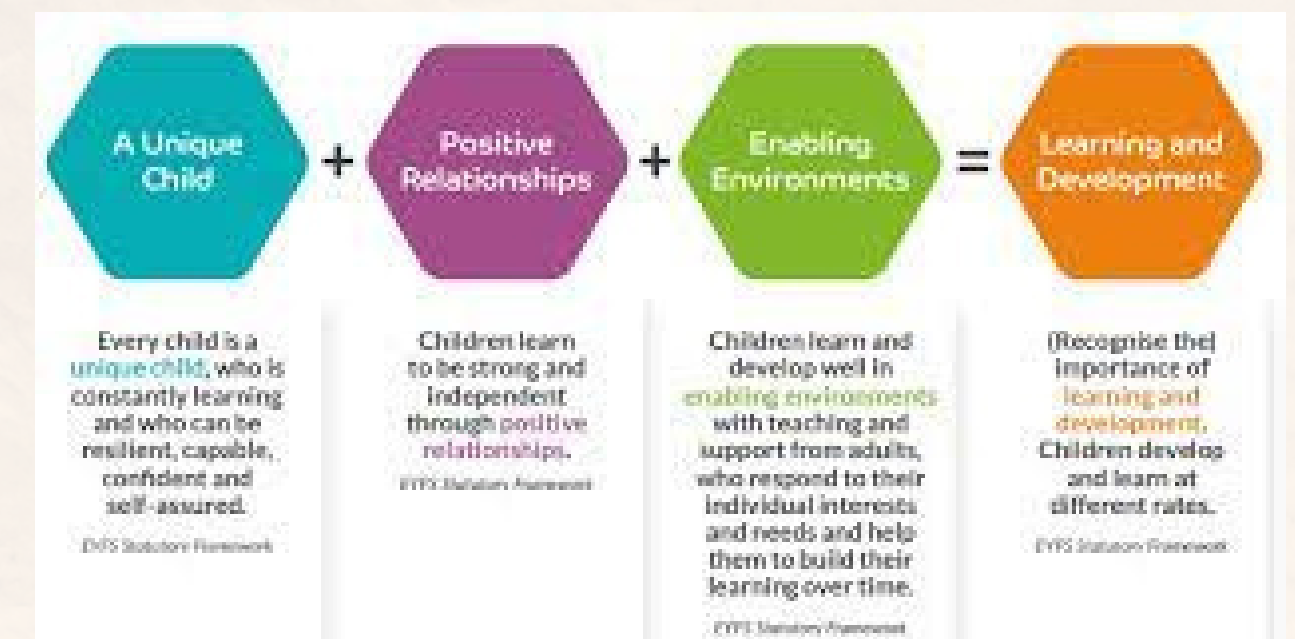 A Unique
Child
+
Positive
Relationships
+
Enabling
Environments
=
Learning and
Development
Every child is a
unique child, who is
constantly learning
and who can be
resilient, capable,
confident and
self-assured.
EYFS Statutory Framework
Children learn
to be strong and
independent
through positive
relationships.
EYFS Statutory Framework
Children learn and
develop well in
enabling environments
with teaching and
support from adults,
who respond to their
individual interests
and needs and help
them to build their
learning over time.
EYFS Statutory Framework
(Recognise the)
importance of
learning and
development.
Children develop
and learn at
different rates.
EYFS Statutory Framework